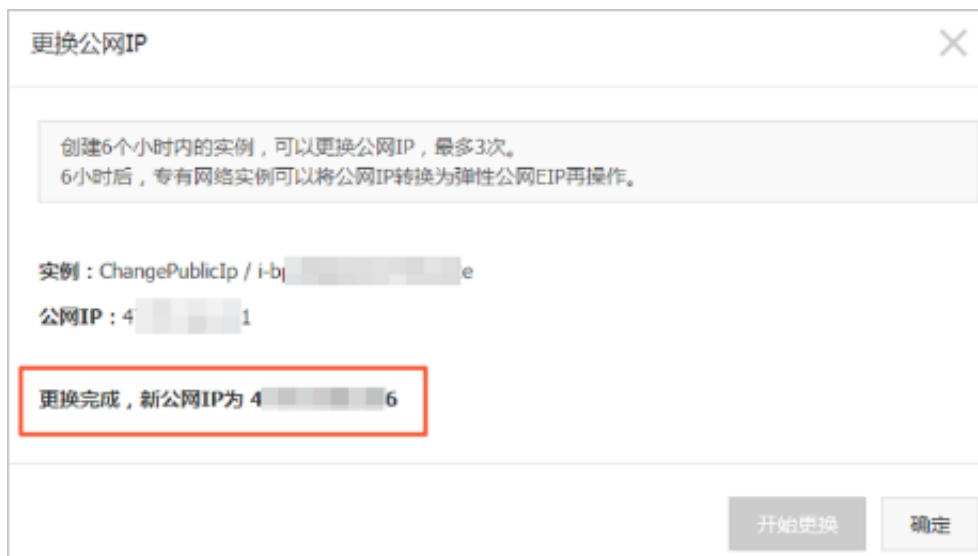 更换公网IP
创建6个小时内的实例，可以更换公网IP，最多3次。
6小时后，专有网络实例可以将公网IP转换为弹性公网EIP再操作。
实例：ChangePublicIp / i-b e
公网IP：4 1
更换完成，新公网IP为 4 6
开始更换
确定